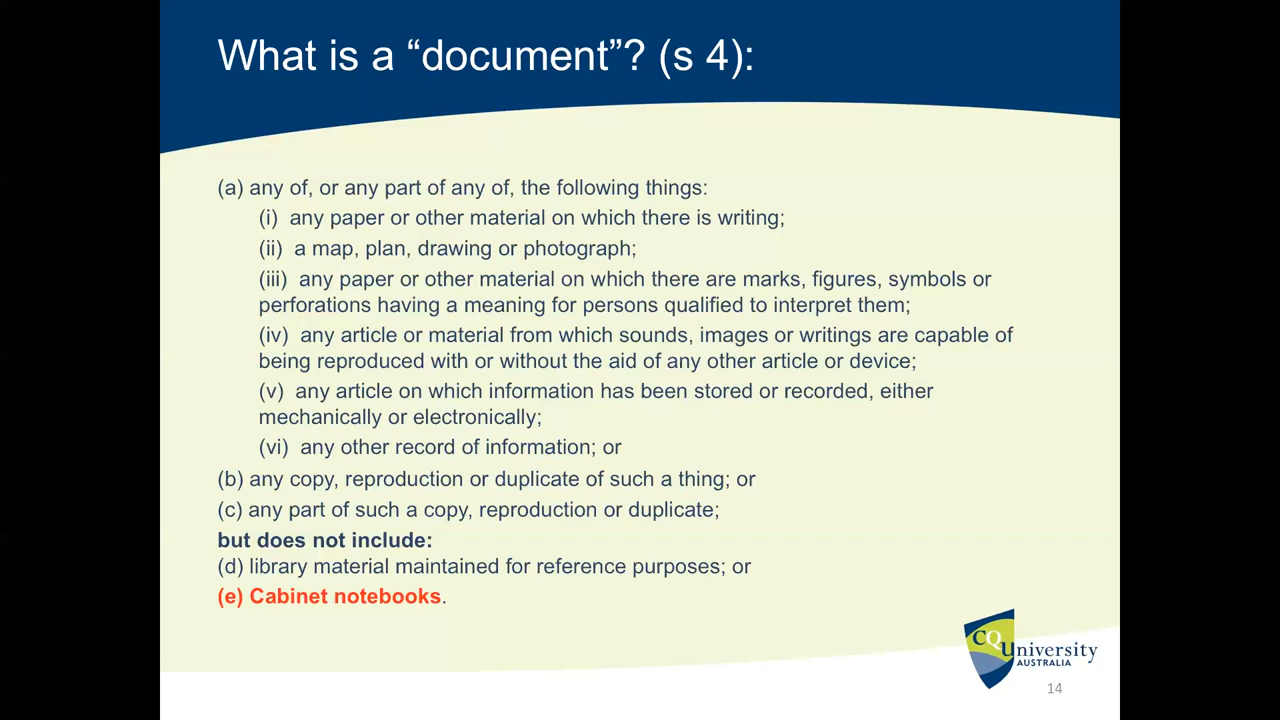 What is a “document”? (s 4):
(a) any of, or any part of any of, the following things:
(i) any paper or other material on which there is writing;
(ii) a map, plan, drawing or photograph;
(iii) any paper or other material on which there are marks, figures, symbols or
perforations having a meaning for persons qualified to interpret them;
(iv) any article or material from which sounds, images or writings are capable of
being reproduced with or without the aid of any other article or device;
(v) any article on which information has been stored or recorded, either
mechanically or electronically;
(vi) any other record of information; or
(b) any copy, reproduction or duplicate of such a thing; or
(c) any part of such a copy, reproduction or duplicate;
but does not include:
(d) library material maintained for reference purposes; or
(e) Cabinet notebooks.
CQUniversity
AUSTRALIA
14